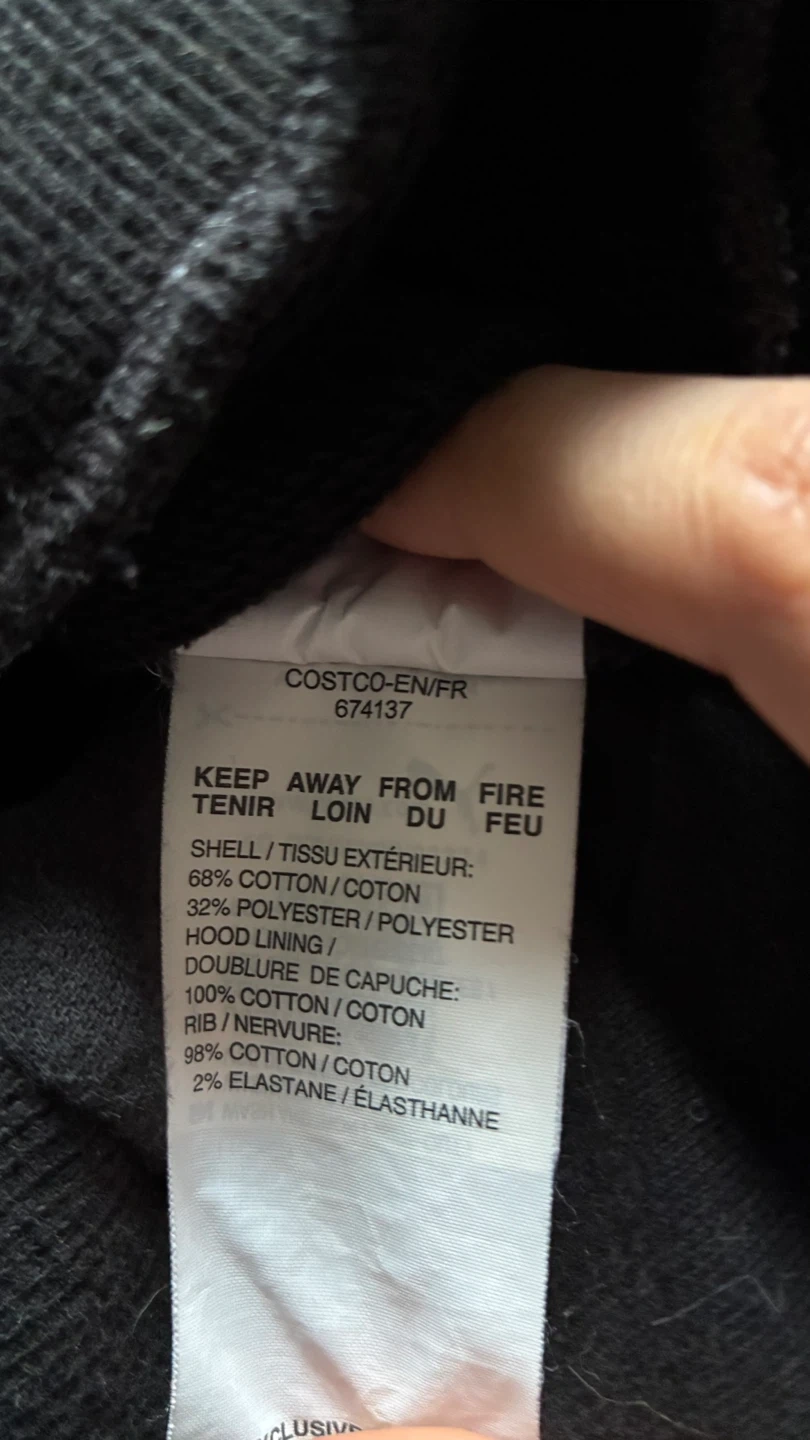 COSTCO-EN/FR
674137
KEEP AWAY FROM FIRE
TENIR LOIN DU FEU
SHELL / TISSU EXTÉRIEUR:
68% COTTON / COTON
32% POLYESTER / POLYESTER
HOOD LINING /
DOUBLURE DE CAPUCHE:
100% COTTON / COTON
RIB / NERVURE:
98% COTTON / COTON
2% ELASTANE / ÉLASTHANNE